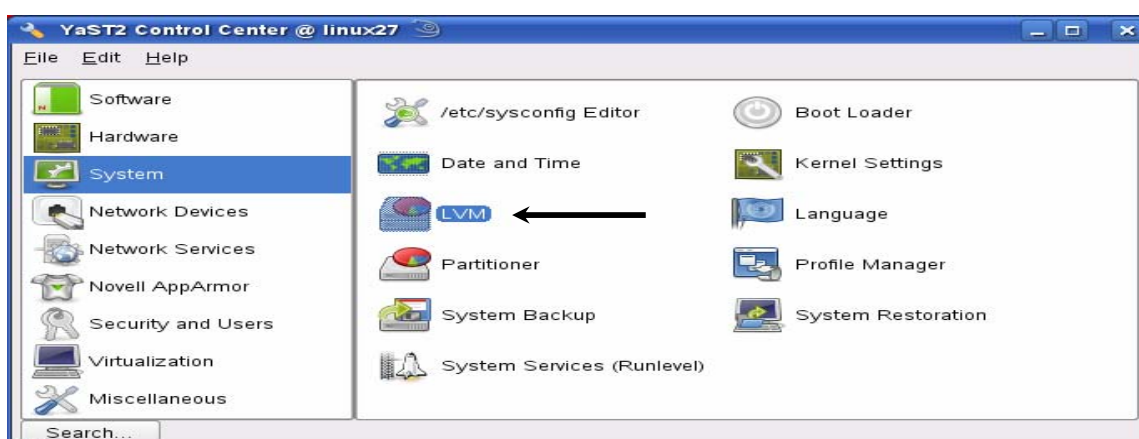 YaST2 Control Center @ linux27
File Edit Help
Software
Hardware
System
Network Devices
Network Services
Novell AppArmor
Security and Users
Virtualization
Miscellaneous
/etc/sysconfig Editor
Boot Loader
Date and Time
Kernel Settings
LVM
Language
Partitioner
Profile Manager
System Backup
System Restoration
System Services (Runlevel)
Search...